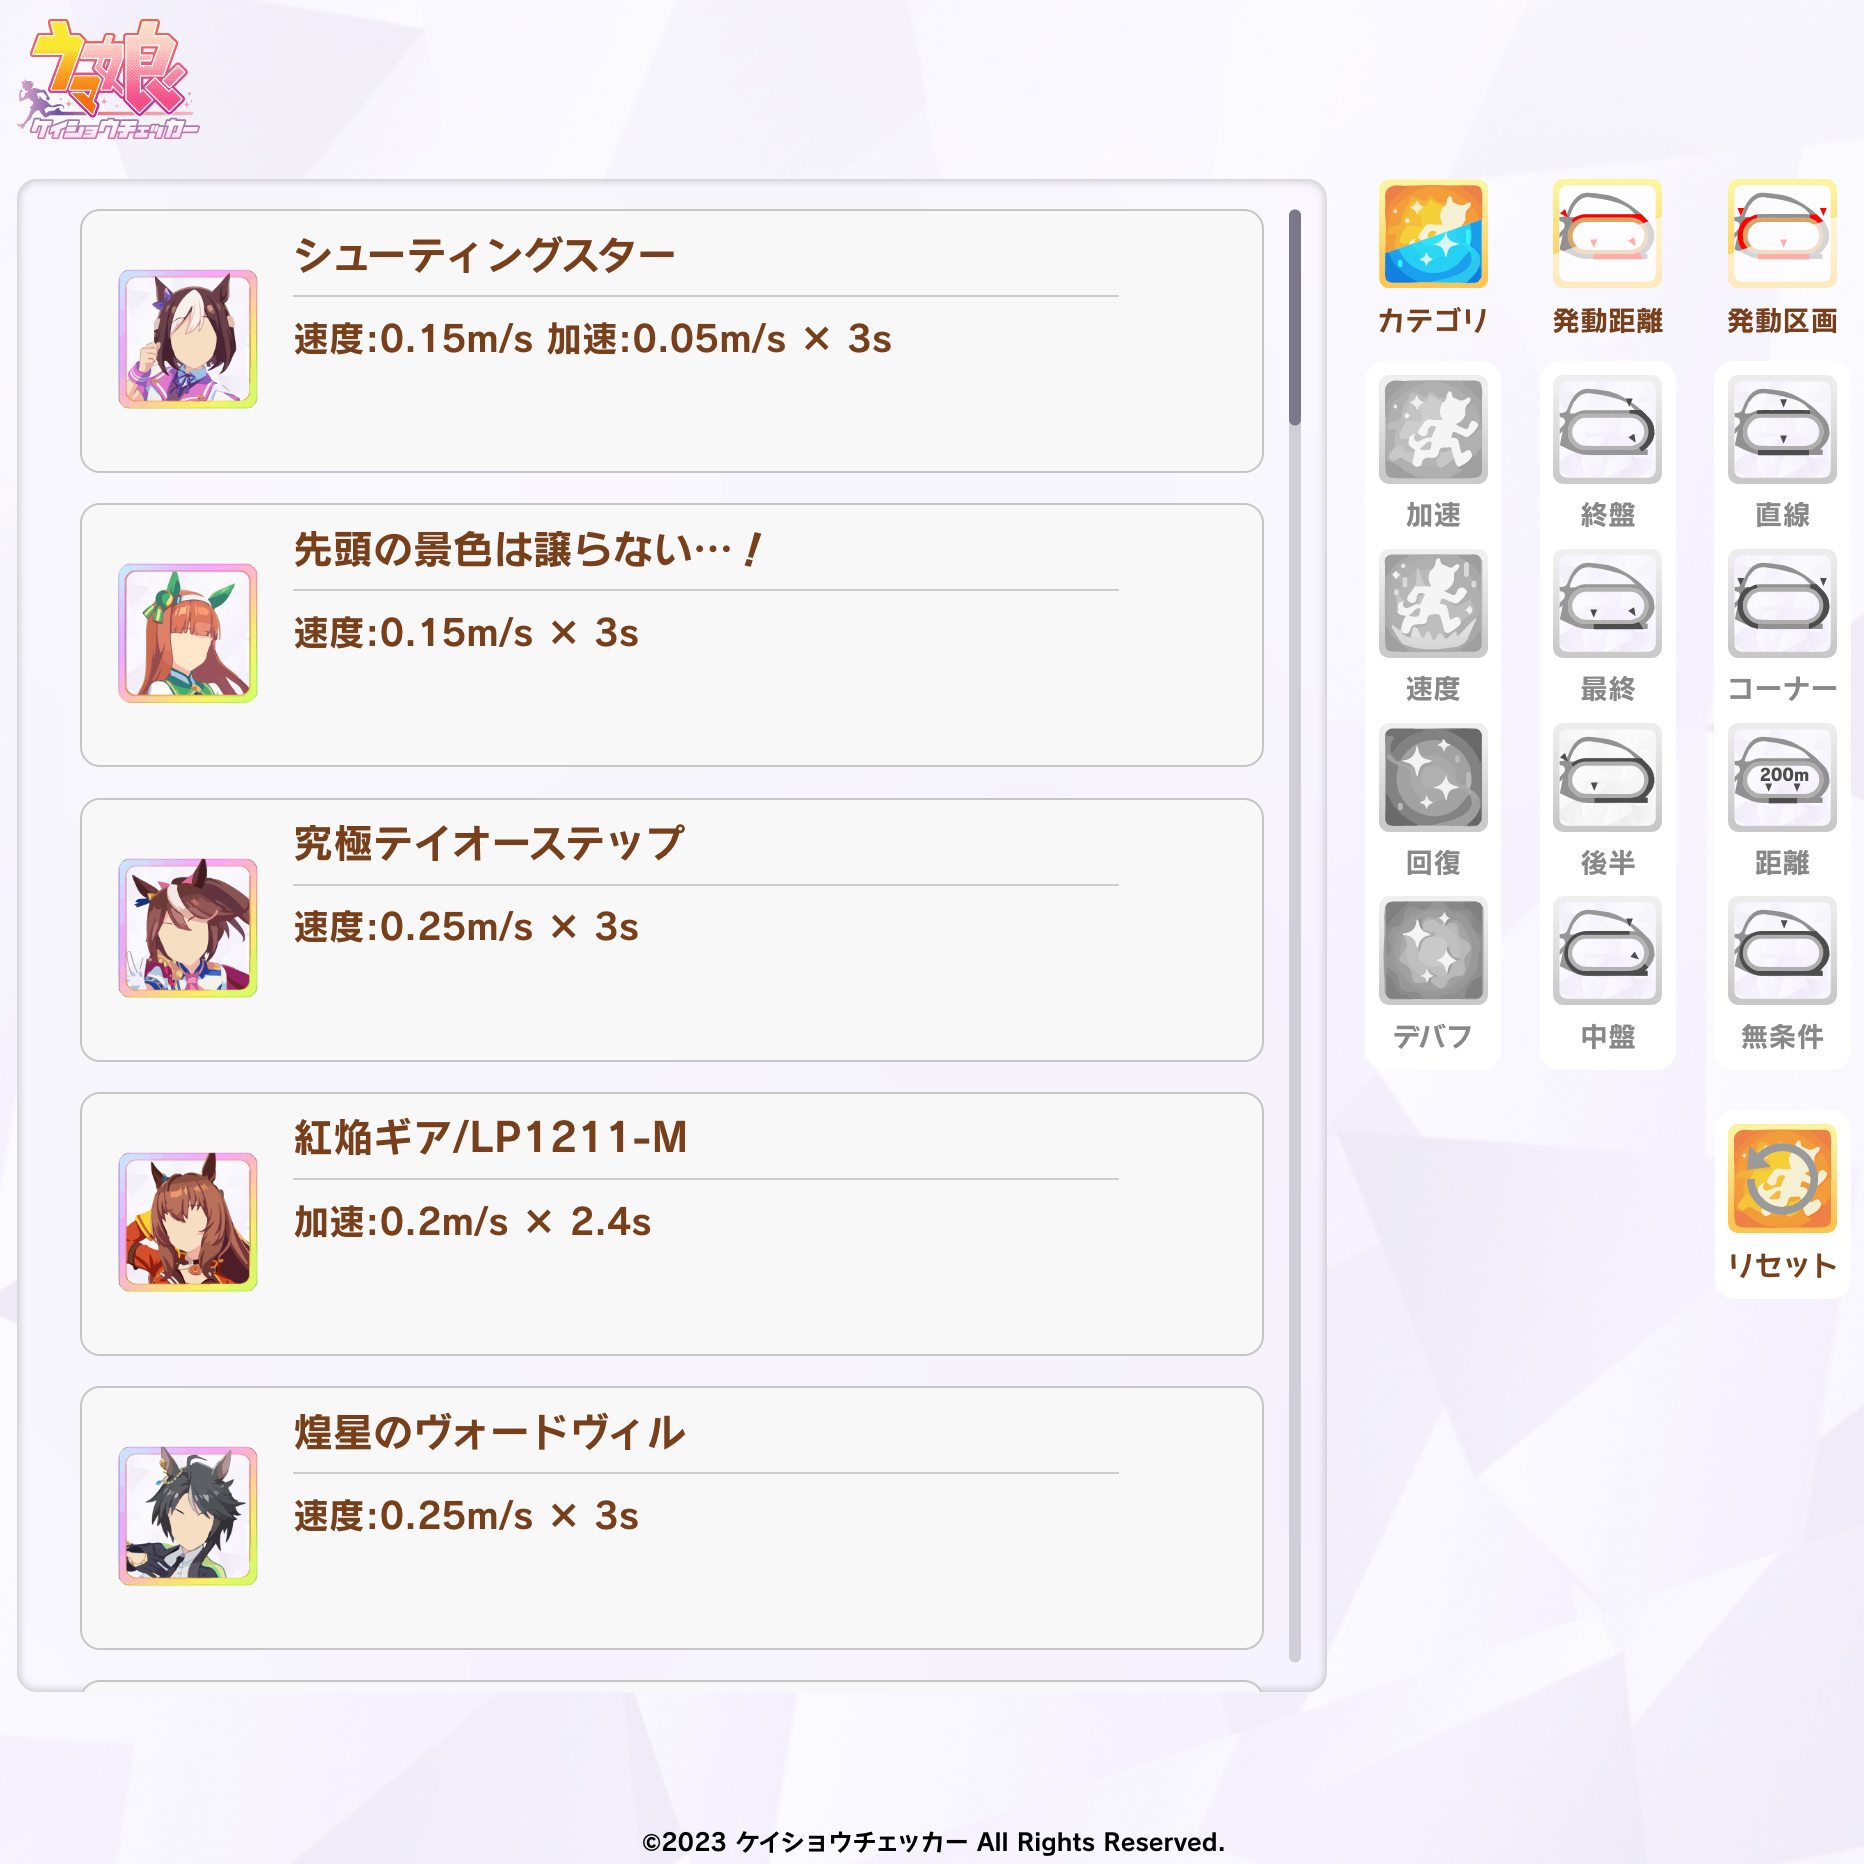 ウマ娘
ケイショウチェッカー
シューティングスター
速度:0.15m/s 加速:0.05m/s × 3s
先頭の景色は譲らない…！
速度:0.15m/s × 3s
究極テイオーステップ
速度:0.25m/s × 3s
紅焔ギア/LP1211-M
加速:0.2m/s × 2.4s
煌星のヴォードヴィル
速度:0.25m/s × 3s
カテゴリ
発動距離
発動区画
加速
終盤
直線
速度
最終
コーナー
200m
回復
後半
距離
デバフ
中盤
無条件
リセット
©2023 ケイショウチェッカー All Rights Reserved.